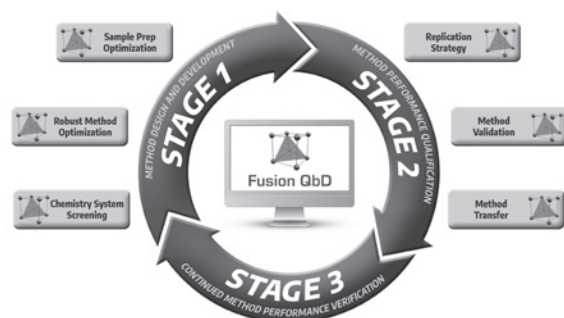 Sample Prep
Optimization
Robust Method
Optimization
Chemistry System
Screening
STAGE 1
METHOD DESIGN AND DEVELOPMENT
Fusion QbD
STAGE 2
METHOD PERFORMANCE QUALIFICATION
STAGE 3
CONTINUED METHOD PERFORMANCE VERIFICATION
Replication
Strategy
Method
Validation
Method
Transfer